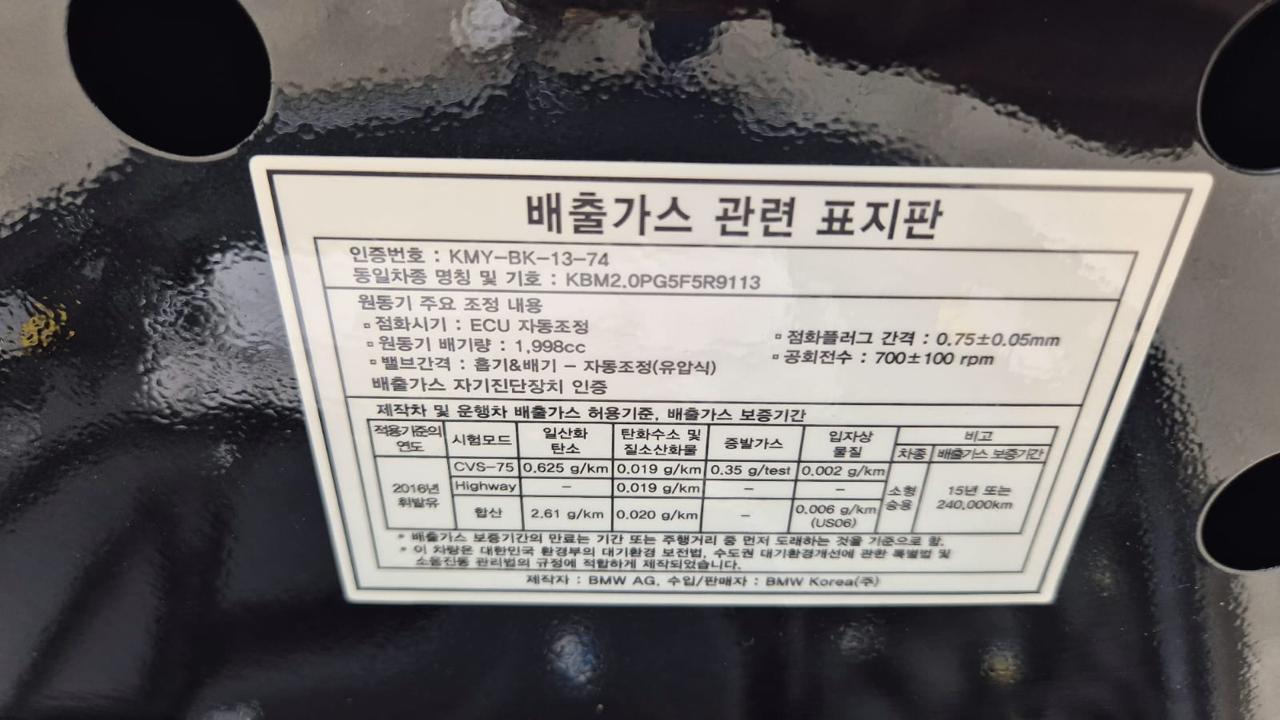 배출가스 관련 표지판
인증번호 : KMY-BK-13-74
동일차종 명칭 및 기호 : KBM2.0PG5F5R9113
원동기 주요 조정 내용
▫ 점화시기 : ECU 자동조정
▫ 점화플러그 간격 : 0.75±0.05mm
▫ 원동기 배기량 : 1,998cc
▫ 공회전수 : 700±100 rpm
▫ 밸브간격 : 흡기&배기 - 자동조정(유압식)
배출가스 자기진단장치 인증
제작차 및 운행차 배출가스 허용기준, 배출가스 보증기간
적용기준의 연도 시험모드 일산화 탄소 탄화수소 및 질소산화물 증발가스 입자상 물질 비고
차종 배출가스 보증기간
2016년 휘발유 CVS-75 0.625 g/km 0.019 g/km 0.35 g/test 0.002 g/km 소형 승용 15년 또는 240,000km
Highway - 0.019 g/km - -
합산 2.61 g/km 0.020 g/km - 0.006 g/km (US06)
* 배출가스 보증기간의 만료는 기간 또는 주행거리 중 먼저 도래하는 것을 기준으로 함.
* 이 차량은 대한민국 환경부의 대기환경 보전법, 수도권 대기환경개선에 관한 특별법 및
소음진동 관리법의 규정에 적합하게 제작되었습니다.
제작자 : BMW AG, 수입/판매자 : BMW Korea(주)